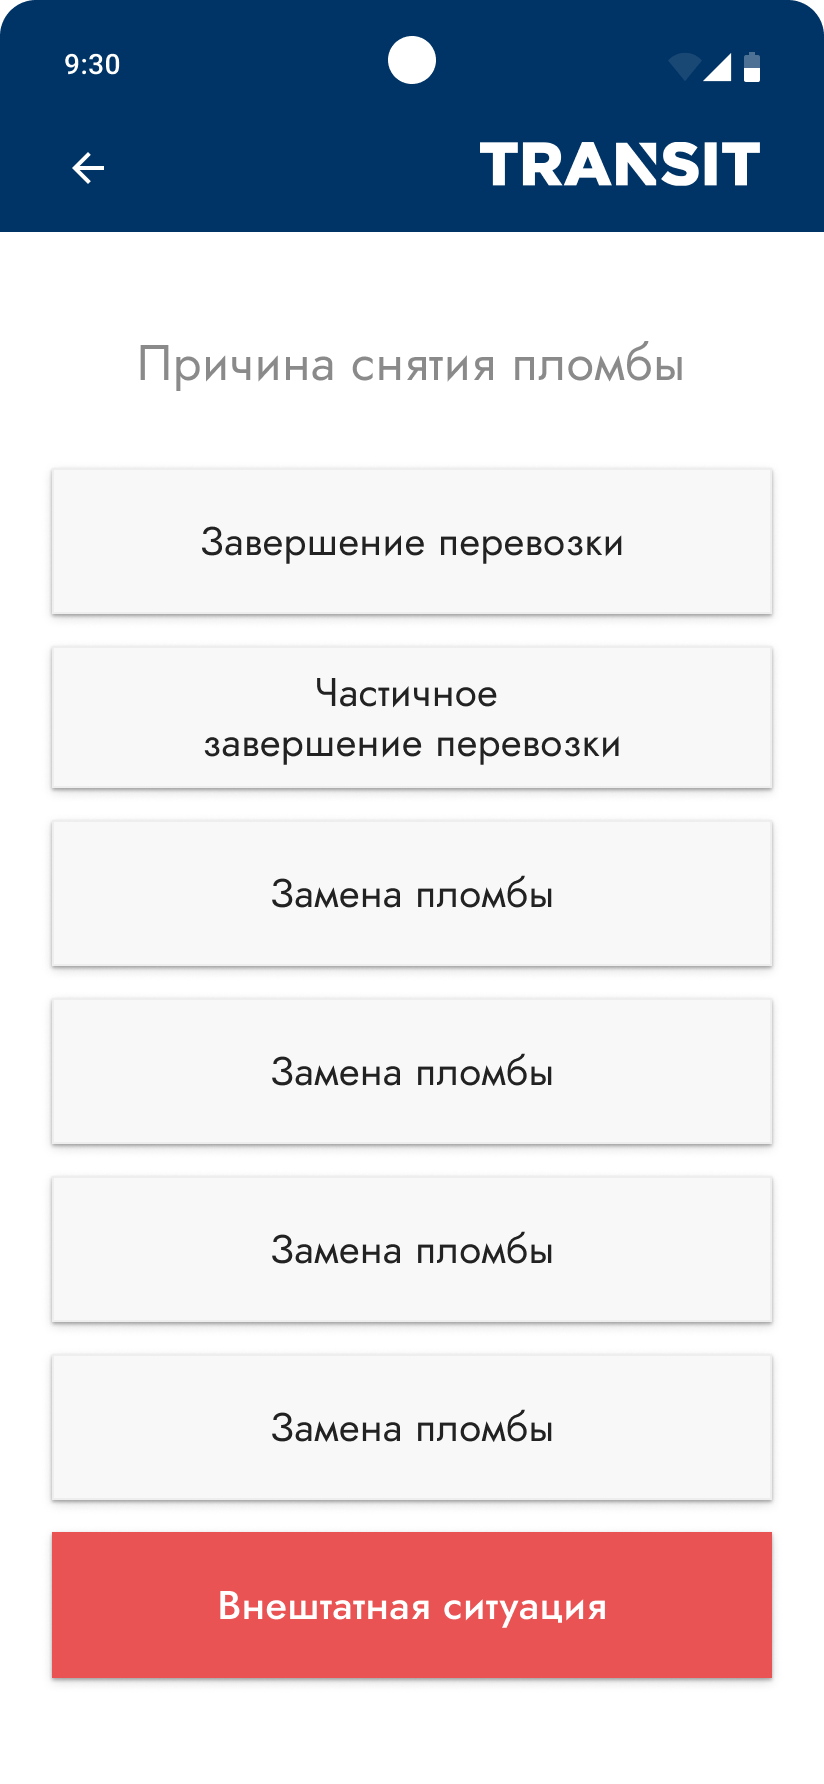 9:30
TRANSIT
Причина снятия пломбы
Завершение перевозки
Частичное
завершение перевозки
Замена пломбы
Замена пломбы
Замена пломбы
Замена пломбы
Внештатная ситуация